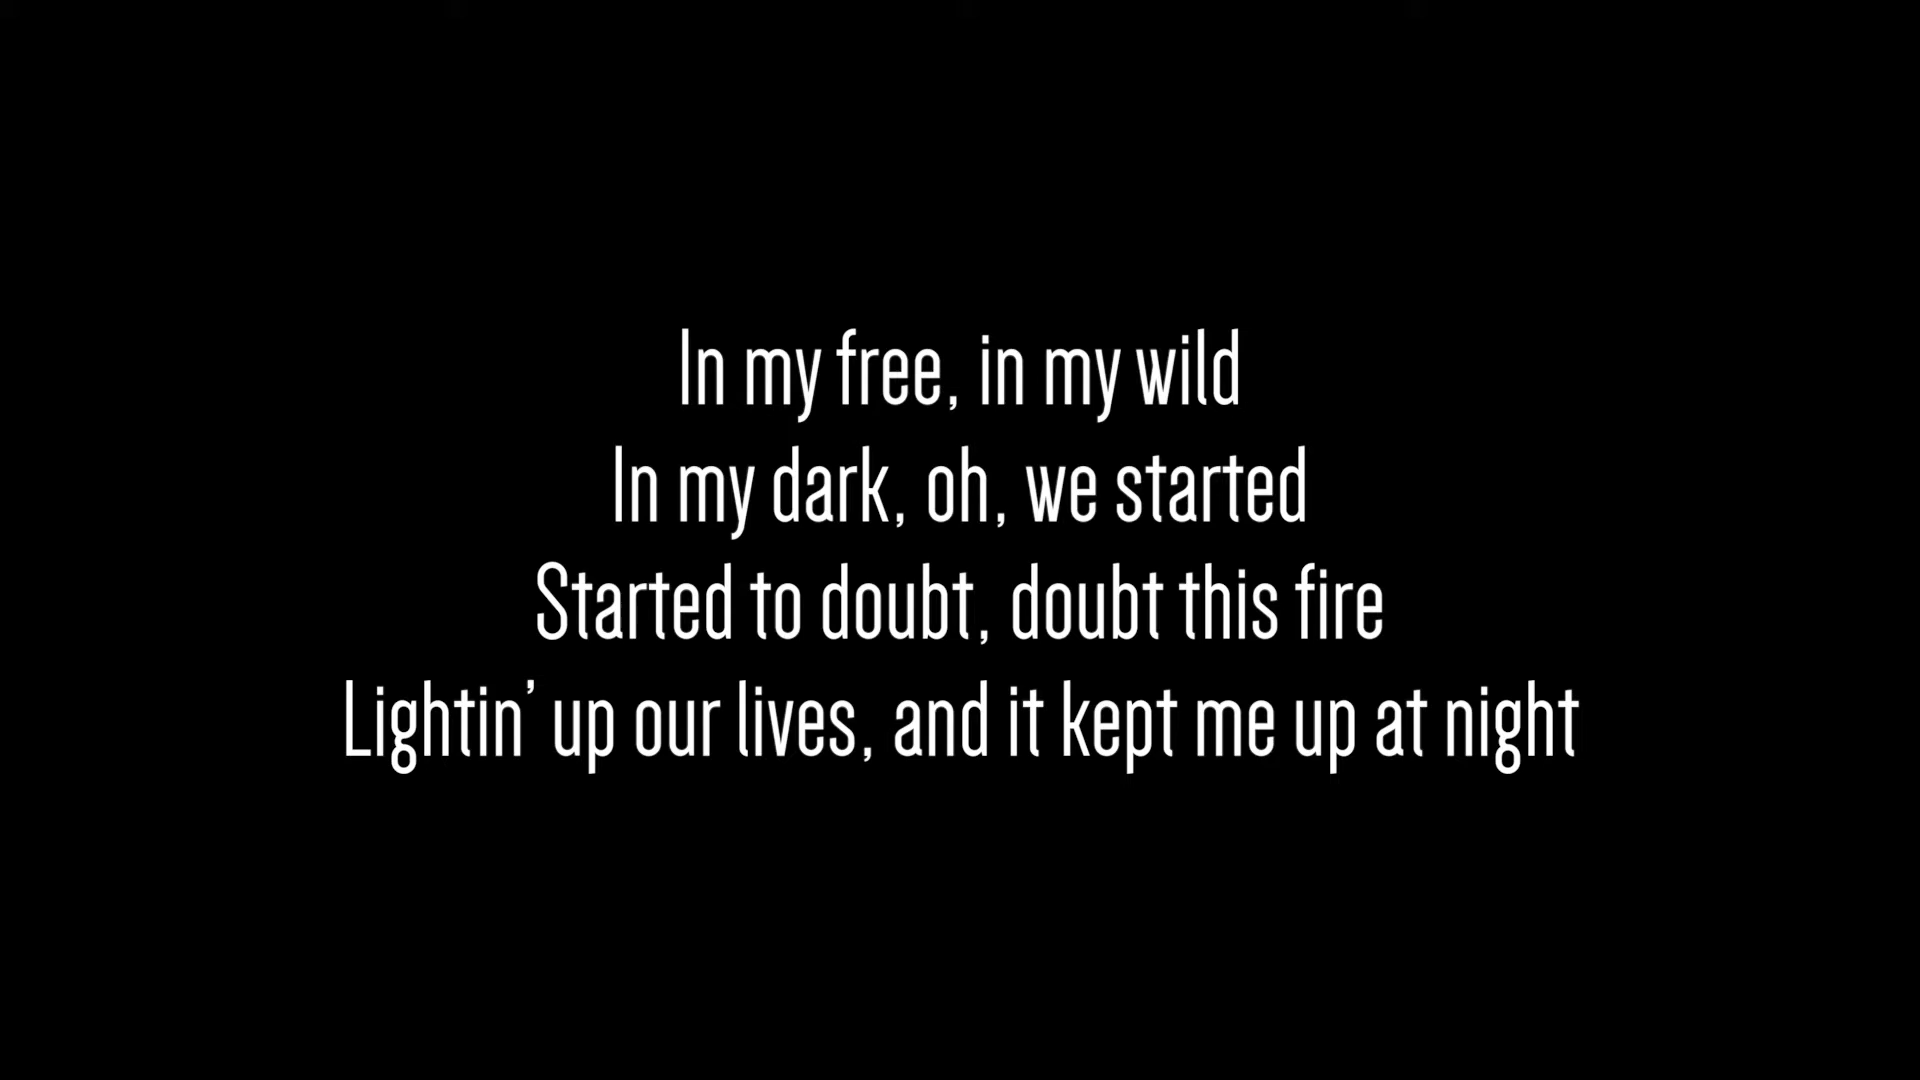 In my free, in my wild
In my dark, oh, we started
Started to doubt, doubt this fire
Lightin’ up our lives, and it kept me up at night